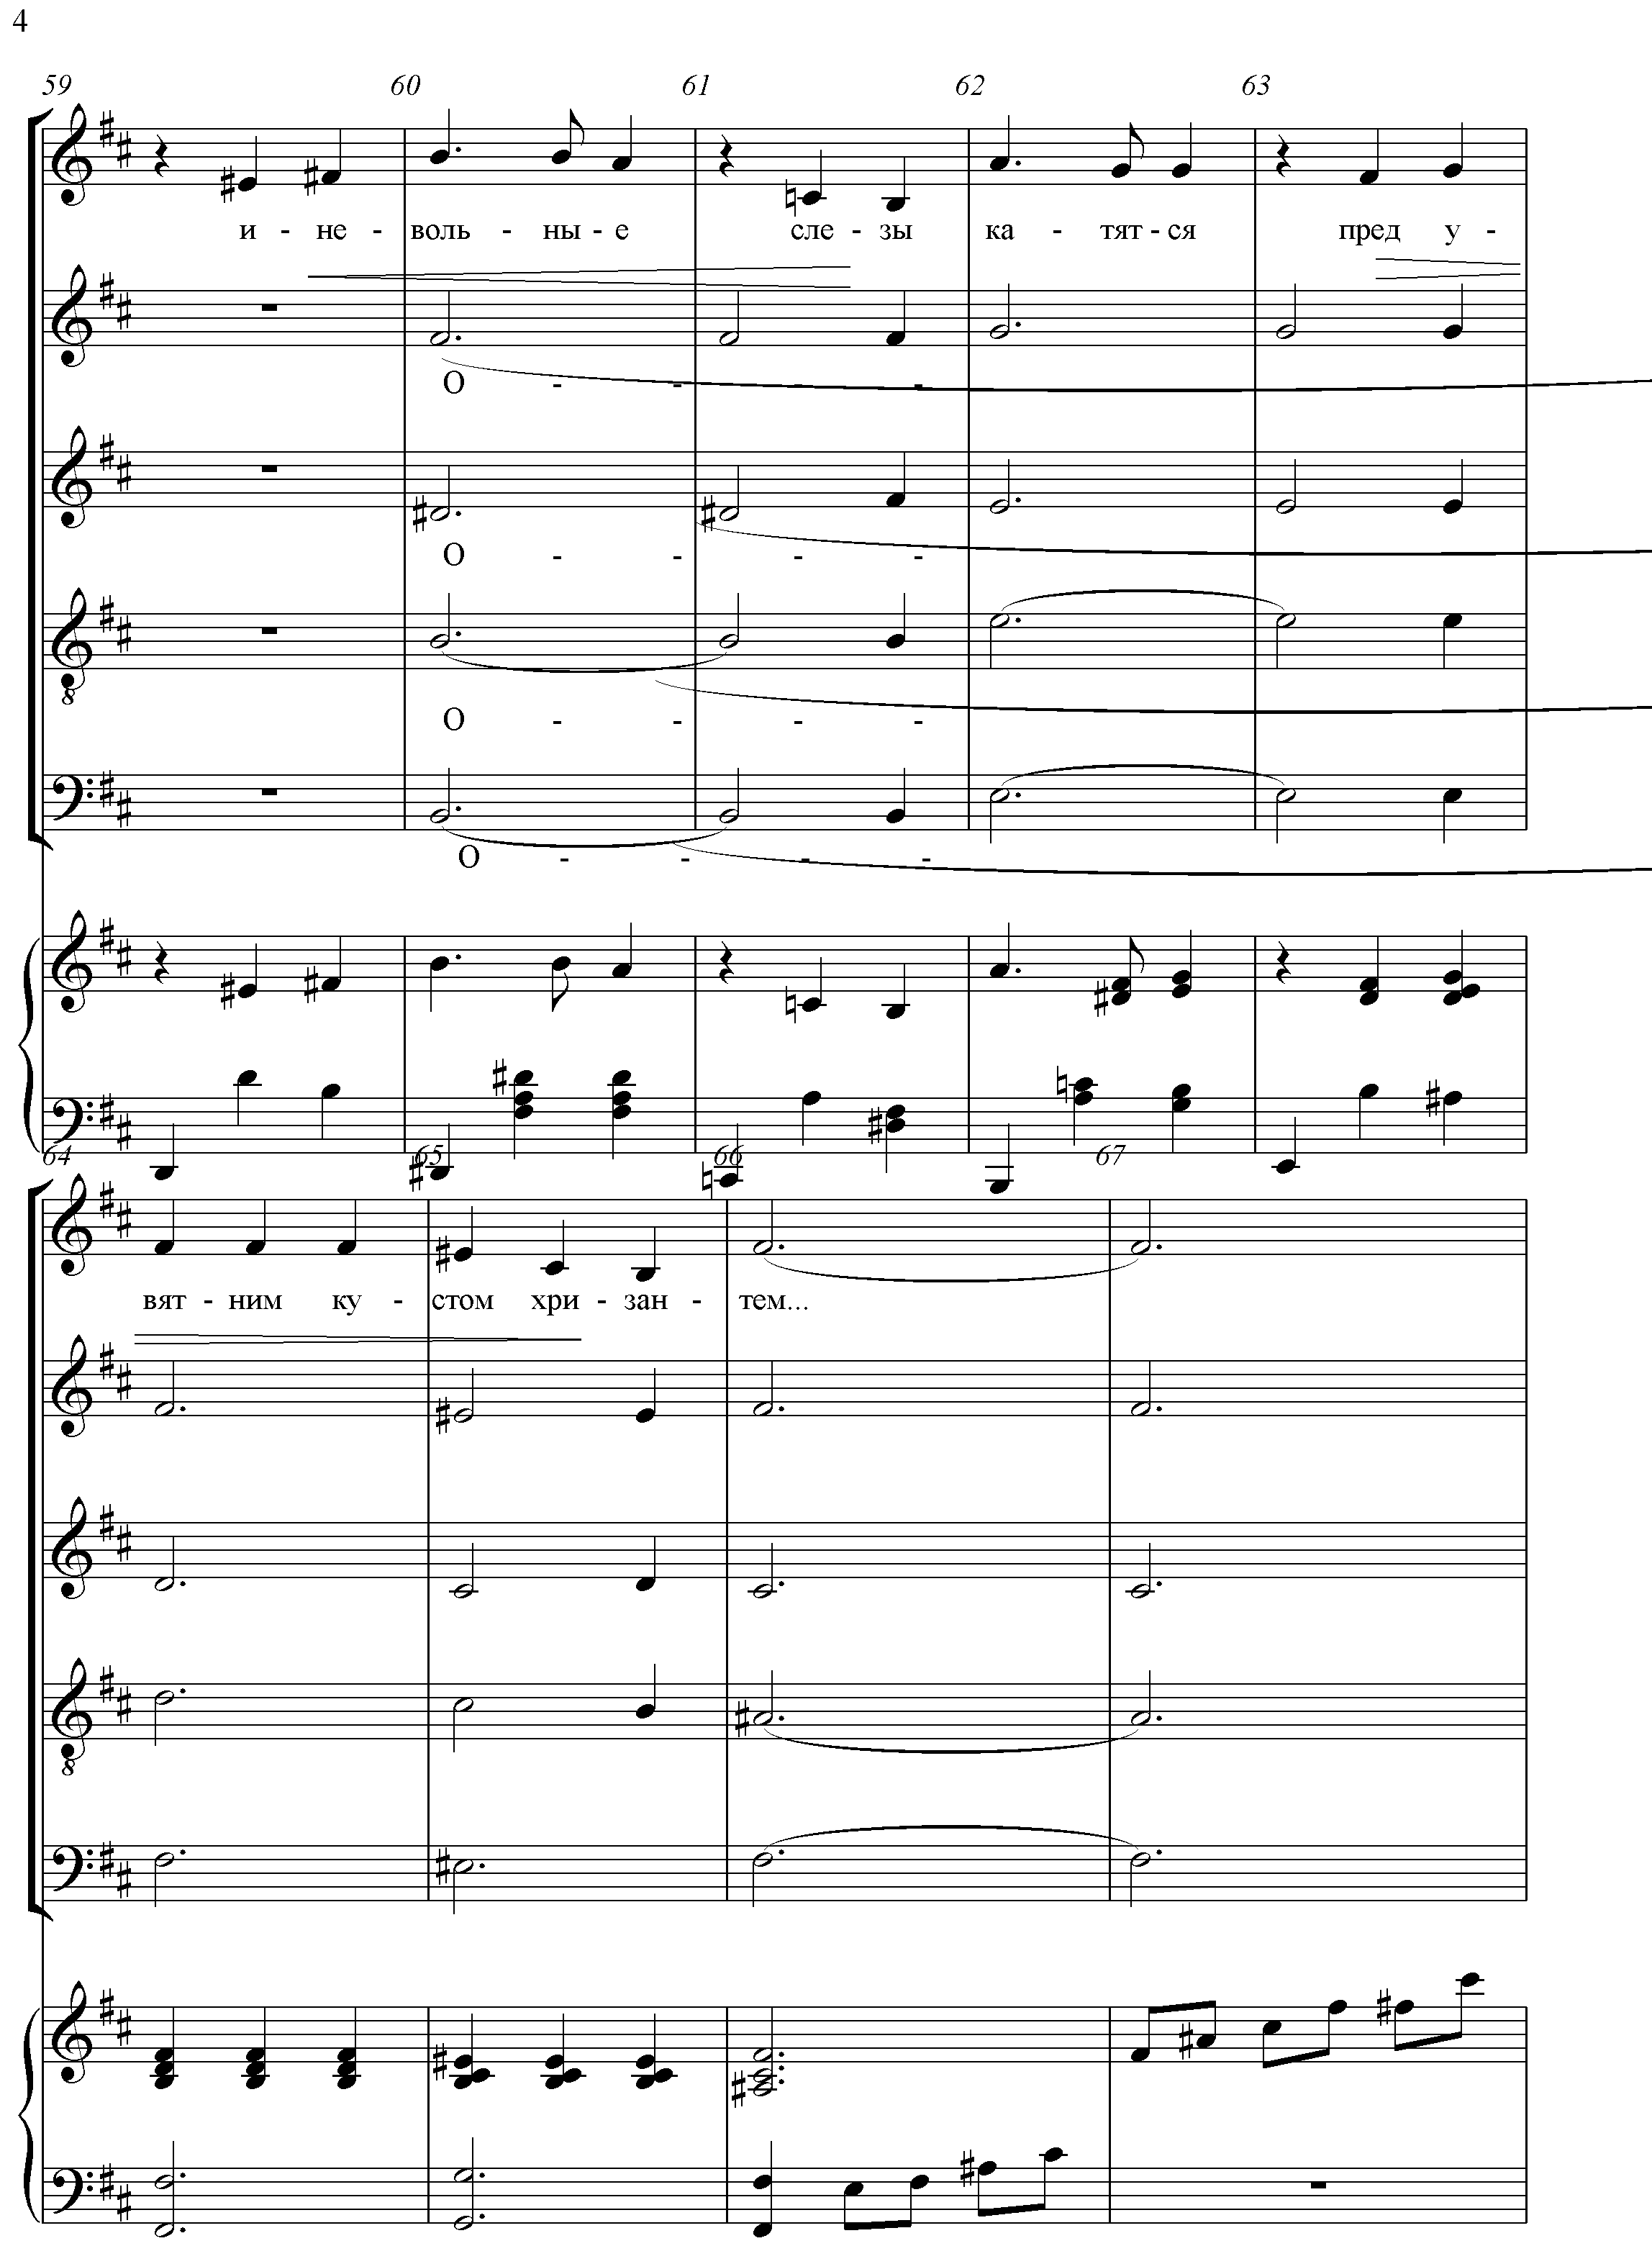 4
59 60 61 62 63
и - не - воль - ны - е сле - зы ка - тят - ся пред у -
О - - - -
О - - - -
О - - - -
О - - - -
64 65 66 67
вят - ним ку - стом хри - зан - тем...